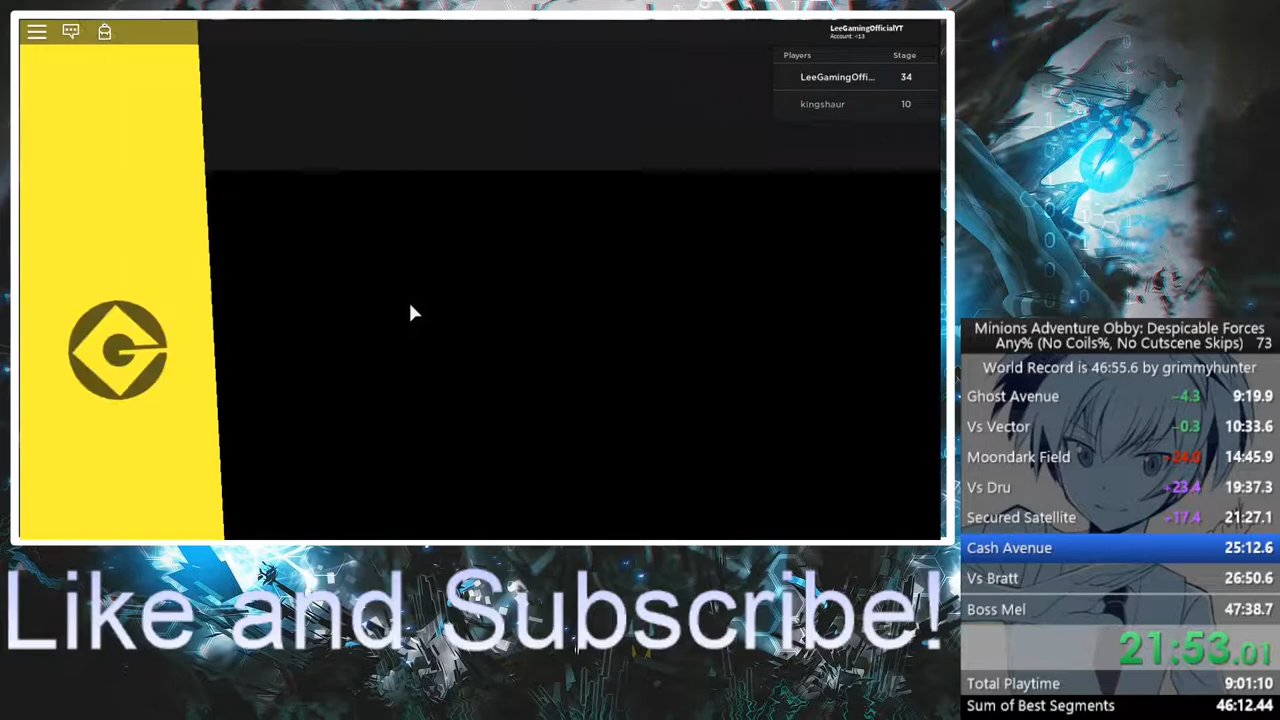 LeeGamingOfficialYT
Account: <13
Players Stage
LeeGamingOffi... 34
kingshaur 10
Minions Adventure Obby: Despicable Forces
Any% (No Coils%, No Cutscene Skips) 73
World Record is 46:55.6 by grimmyhunter
Ghost Avenue -4.3 9:19.9
Vs Vector -0.3 10:33.6
Moondark Field +24.0 14:45.9
Vs Dru +23.4 19:37.3
Secured Satellite +17.4 21:27.1
Cash Avenue 25:12.6
Vs Bratt 26:50.6
Boss Mel 47:38.7
21:53.01
Total Playtime 9:01:10
Sum of Best Segments 46:12.44
Like and Subscribe!